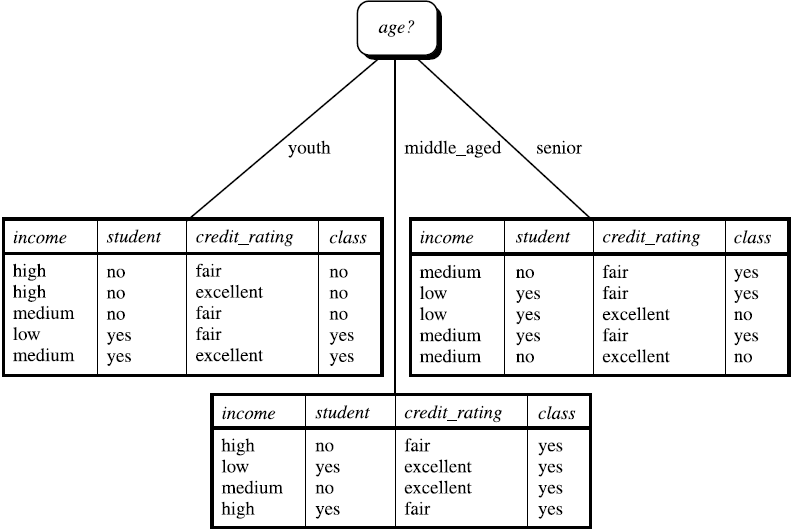 age?
youth
middle_aged
senior
income student credit_rating class
high no fair no
high no excellent no
medium no fair no
low yes fair yes
medium yes excellent yes
income student credit_rating class
medium no fair yes
low yes fair yes
low yes excellent no
medium yes fair yes
medium no excellent no
income student credit_rating class
high no fair yes
low yes excellent yes
medium no excellent yes
high yes fair yes